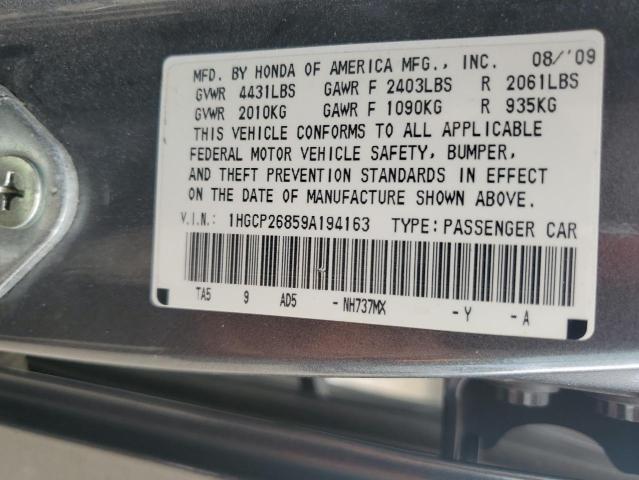 MFD. BY HONDA OF AMERICA MFG., INC. 08/'09
GVWR 4431LBS GAWR F 2403LBS R 2061LBS
GVWR 2010KG GAWR F 1090KG R 935KG
THIS VEHICLE CONFORMS TO ALL APPLICABLE
FEDERAL MOTOR VEHICLE SAFETY, BUMPER,
AND THEFT PREVENTION STANDARDS IN EFFECT
ON THE DATE OF MANUFACTURE SHOWN ABOVE.
V.I.N.: 1HGCP26859A194163 TYPE:PASSENGER CAR
TA5 9 AD5 -NH737MX -Y -A